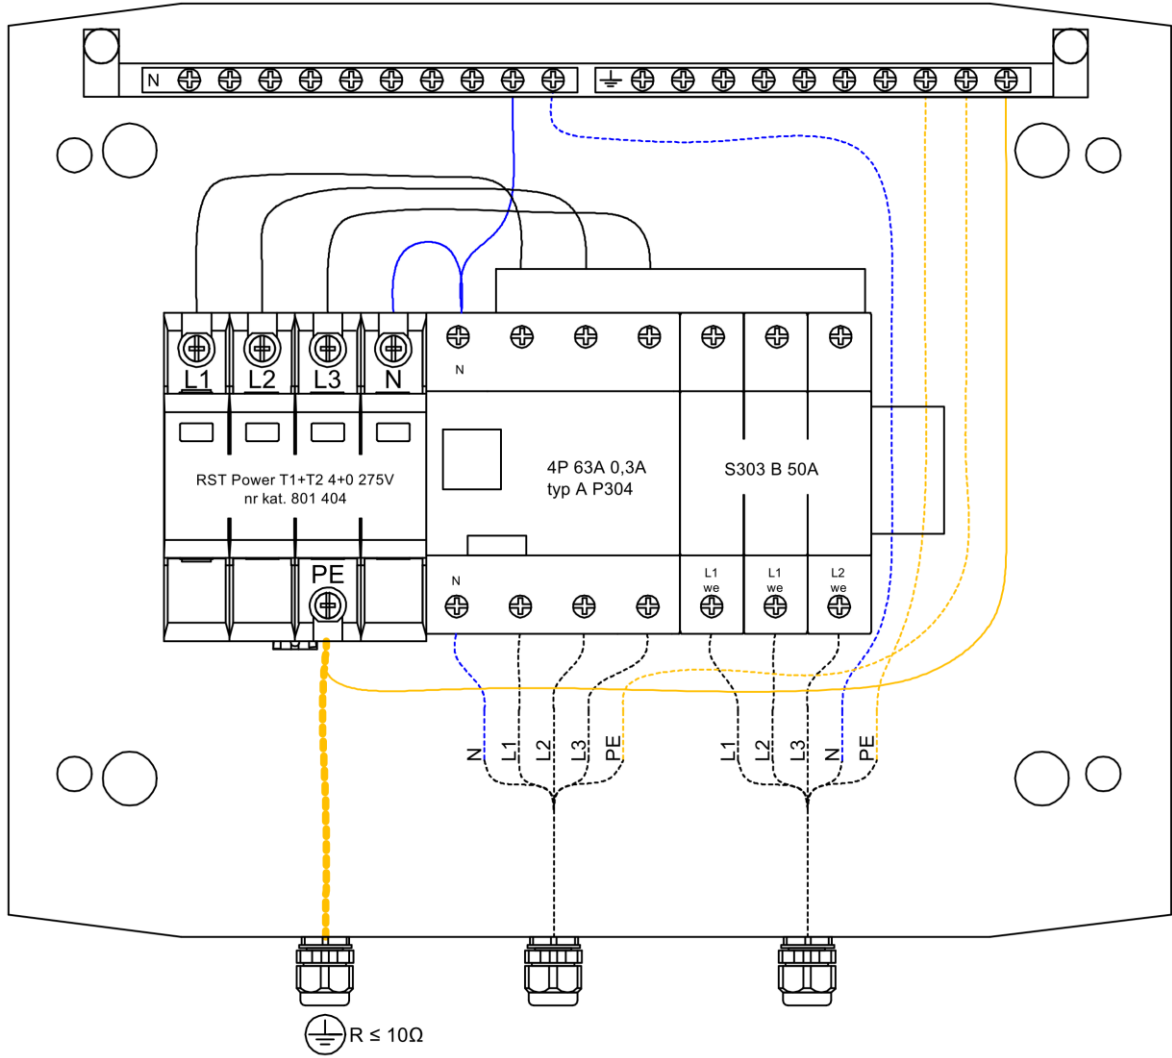 N
L1
L2
L3
N
N
RST Power T1+T2 4+0 275V
nr kat. 801 404
4P 63A 0,3A
typ A P304
S303 B 50A
PE
N
L1
we
L1
we
L2
we
N
L1
L2
L3
PE
L1
L2
L3
N
PE
R ≤ 10Ω